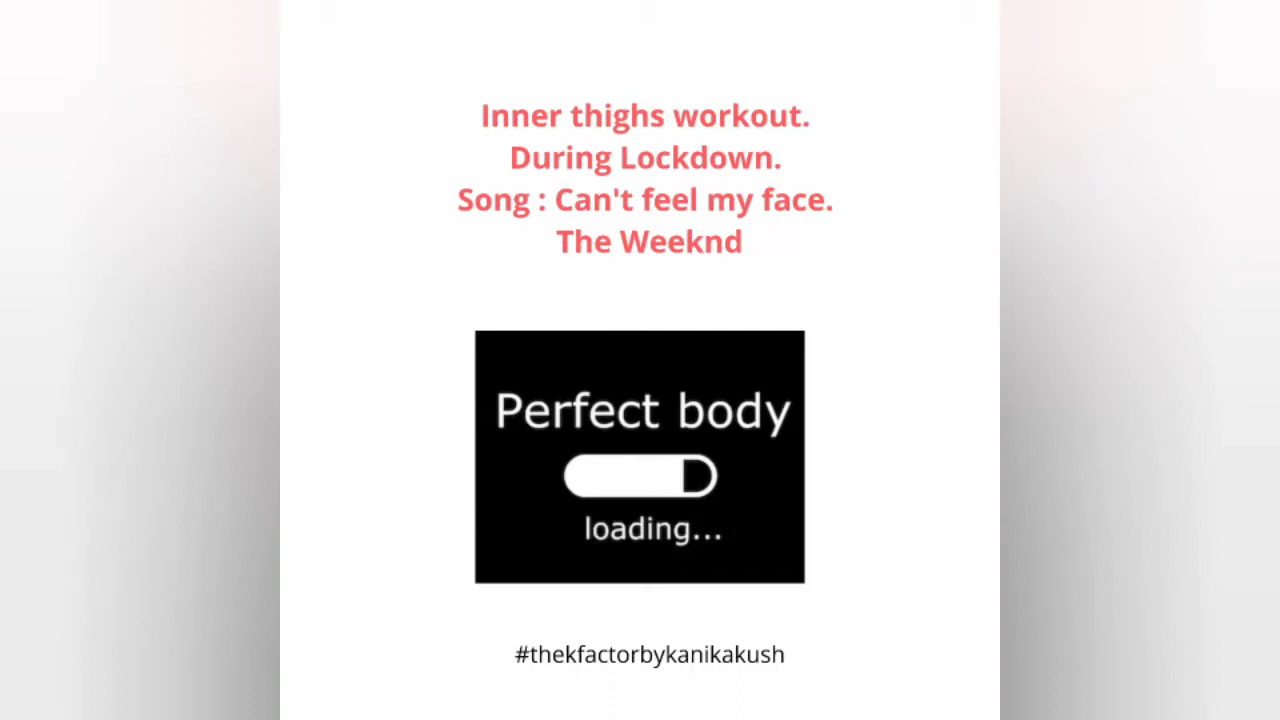 Inner thighs workout.
During Lockdown.
Song : Can't feel my face.
The Weeknd
Perfect body
loading...
#thekfactorbykanikakush